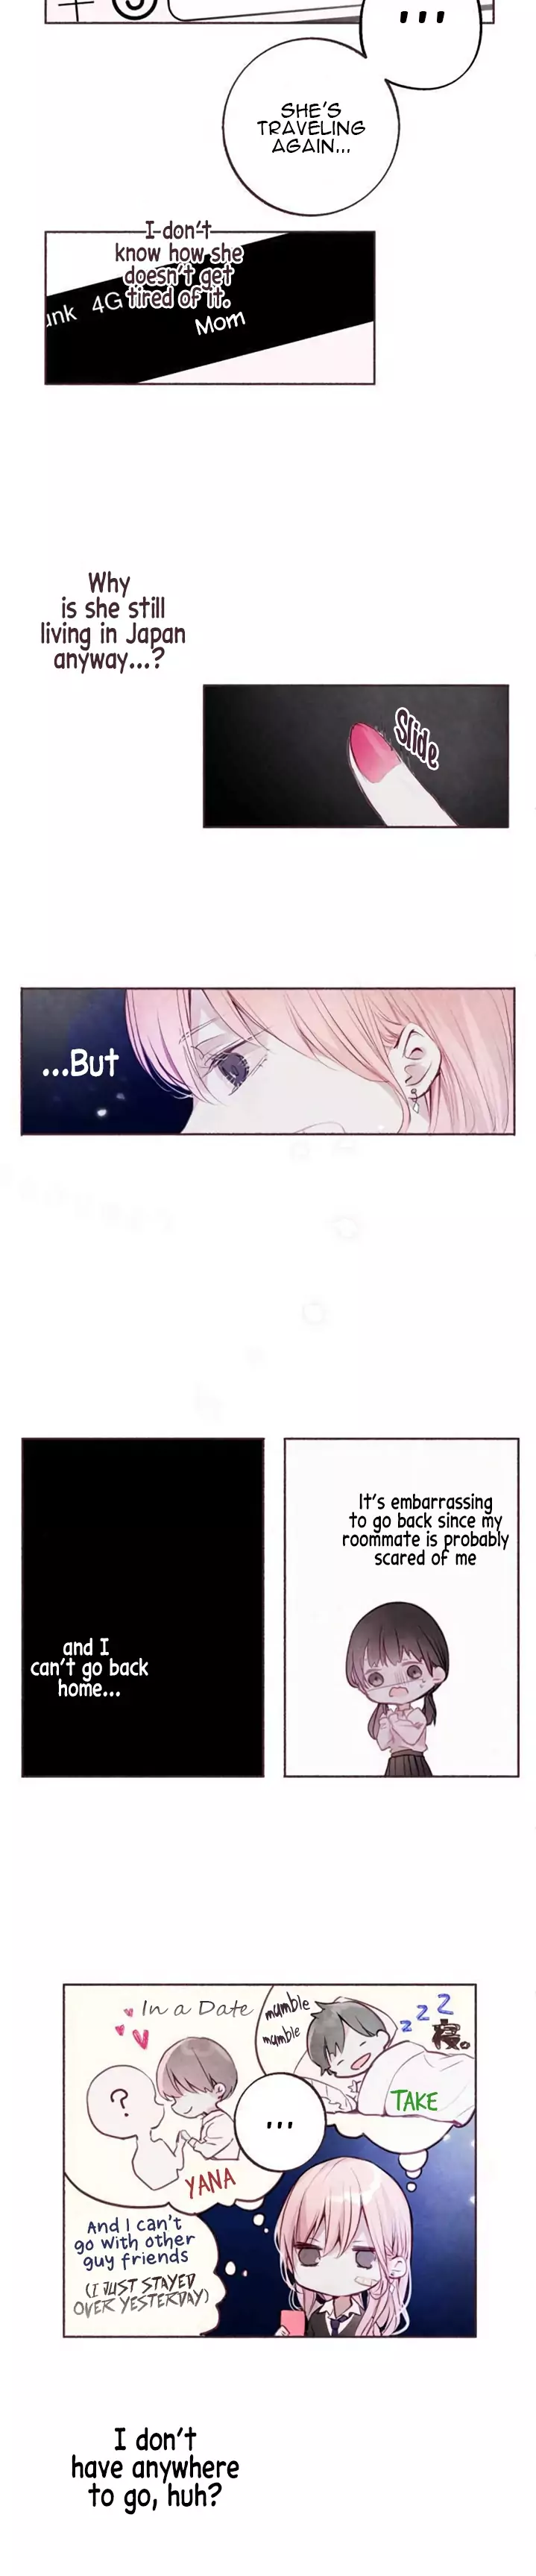 ...
SHE'S
TRAVELING
AGAIN...
I don't
know how she
doesn't get
tired of it.
unk 4G
Mom
Why
is she still
living in Japan
anyway...?
Slide
...But
It's embarrassing
to go back since my
roommate is probably
scared of me
and I
can't go back
home...
In a Date
mumble
mumble
z z Z
寝。
?
TAKE
...
YANA
And I can't
go with other
guy friends
(I JUST STAYED
OVER YESTERDAY)
I don't
have anywhere
to go, huh?